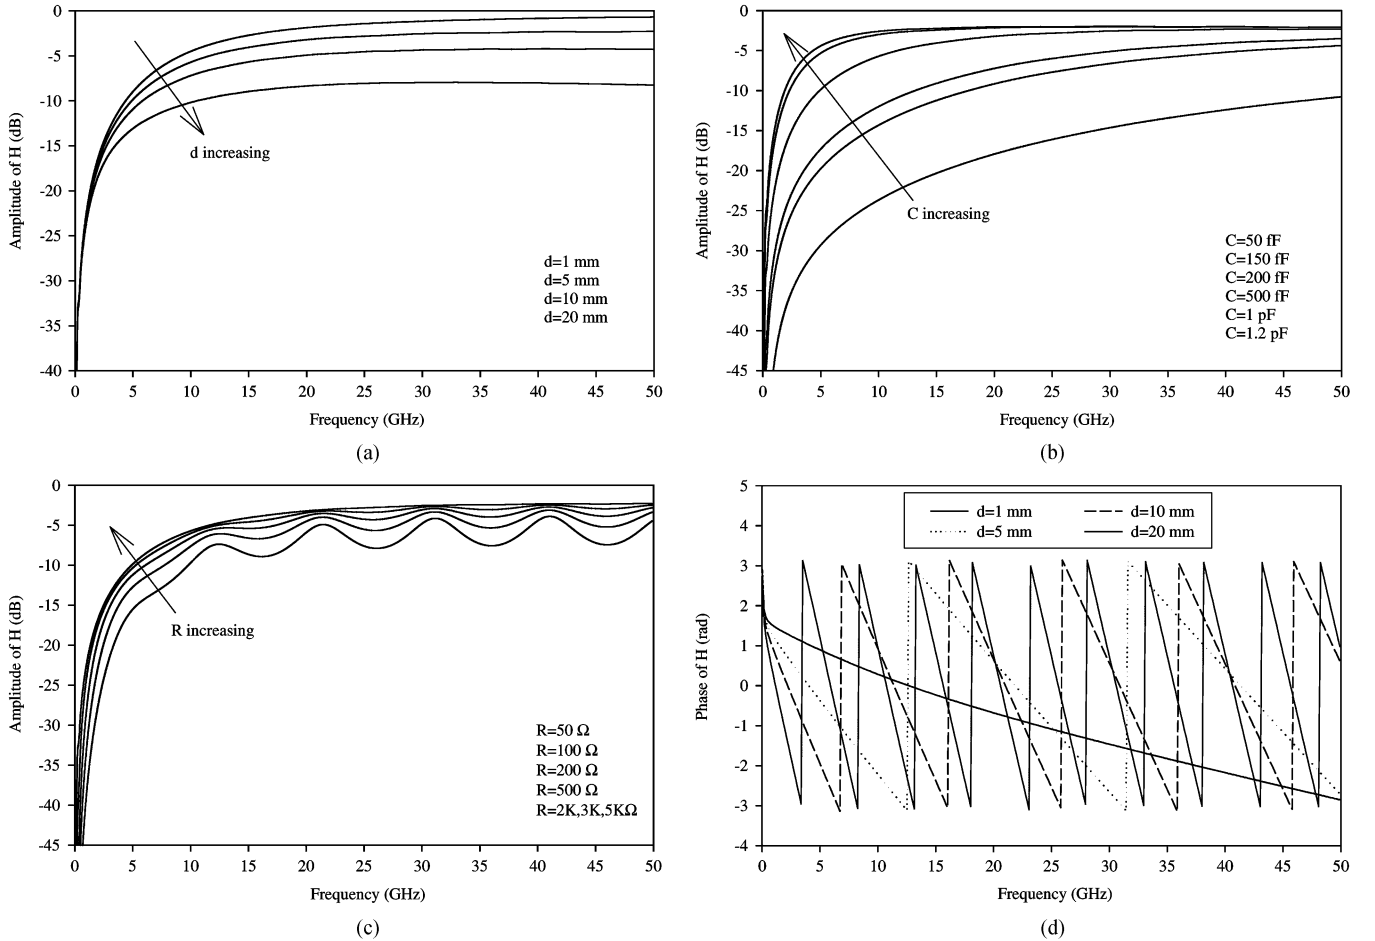 0
-5
-10
-15
-20
-25
-30
-35
-40
Amplitude of H (dB)
d increasing
d=1 mm
d=5 mm
d=10 mm
d=20 mm
0 5 10 15 20 25 30 35 40 45 50
Frequency (GHz)
(a)
0
-5
-10
-15
-20
-25
-30
-35
-40
-45
Amplitude of H (dB)
C increasing
C=50 fF
C=150 fF
C=200 fF
C=500 fF
C=1 pF
C=1.2 pF
0 5 10 15 20 25 30 35 40 45 50
Frequency (GHz)
(b)
0
-5
-10
-15
-20
-25
-30
-35
-40
-45
Amplitude of H (dB)
R increasing
R=50 Ω
R=100 Ω
R=200 Ω
R=500 Ω
R=2K,3K,5KΩ
0 5 10 15 20 25 30 35 40 45 50
Frequency (GHz)
(c)
5
4
3
2
1
0
-1
-2
-3
-4
Phase of H (rad)
d=1 mm d=10 mm
d=5 mm d=20 mm
0 5 10 15 20 25 30 35 40 45 50
Frequency (GHz)
(d)